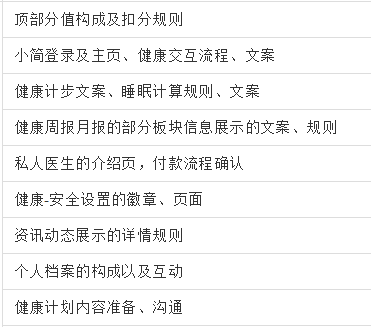 顶部分值构成及扣分规则
小简登录及主页、健康交互流程、文案
健康计步文案、睡眠计算规则、文案
健康周报月报的部分板块信息展示的文案、规则
私人医生的介绍页，付款流程确认
健康-安全设置的徽章、页面
资讯动态展示的详情规则
个人档案的构成以及互动
健康计划内容准备、沟通